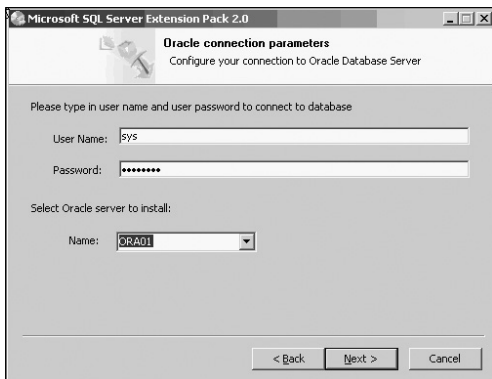 Microsoft SQL Server Extension Pack 2.0
Oracle connection parameters
Configure your connection to Oracle Database Server
Please type in user name and user password to connect to database
User Name: sys
Password: ••••••••
Select Oracle server to install:
Name: ORA01
< Back Next > Cancel